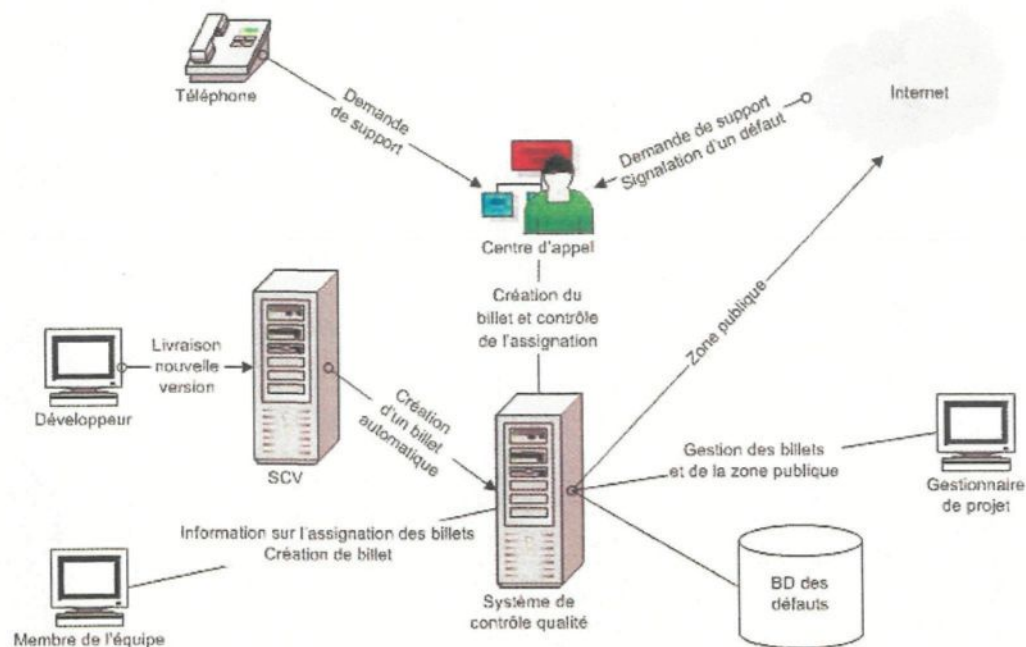 Téléphone
Demande
de support
Internet
Demande de support
Signalation d'un défaut
Centre d'appel
Création du
billet et contrôle
de l'assignation
Zone publique
Livraison
nouvelle
version
Développeur
SCV
Création
d'un billet
automatique
Gestion des billets
et de la zone publique
Gestionnaire
de projet
Information sur l'assignation des billets
Création de billet
Membre de l'équipe
Système de
contrôle qualité
BD des
défauts